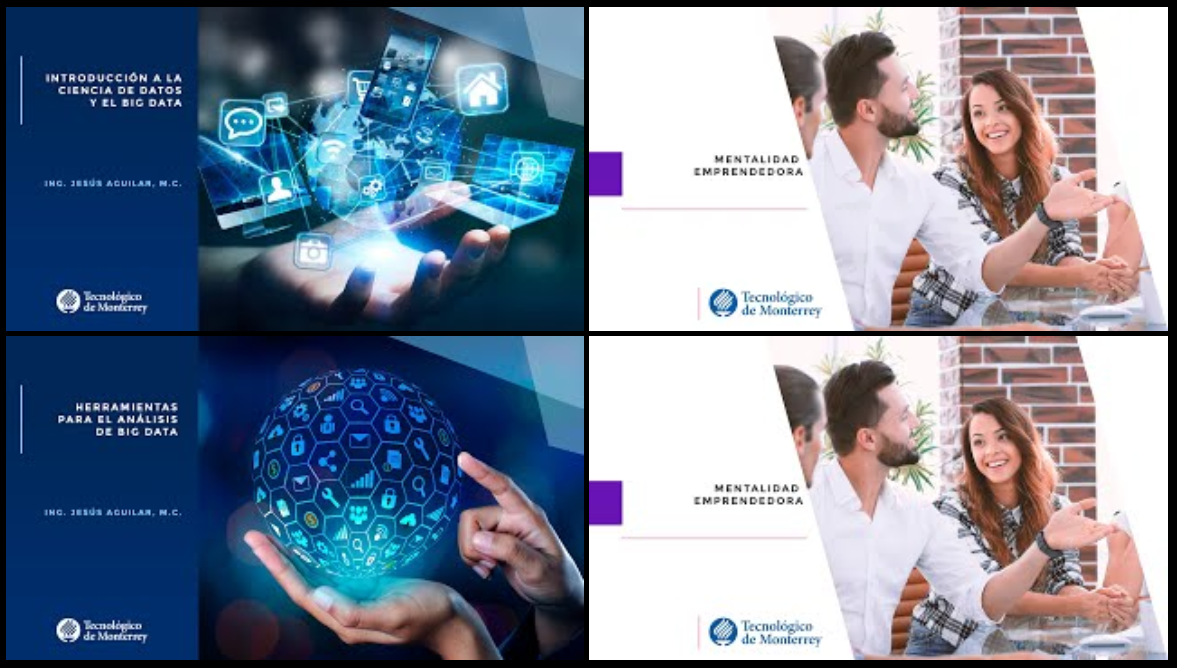 INTRODUCCIÓN A LA
CIENCIA DE DATOS
Y EL BIG DATA
ING. JESÚS AGUILAR, M.C.
Tecnológico
de Monterrey
MENTALIDAD
EMPRENDEDORA
Tecnológico
de Monterrey
HERRAMIENTAS
PARA EL ANÁLISIS
DE BIG DATA
ING. JESÚS AGUILAR, M.C.
Tecnológico
de Monterrey
MENTALIDAD
EMPRENDEDORA
Tecnológico
de Monterrey